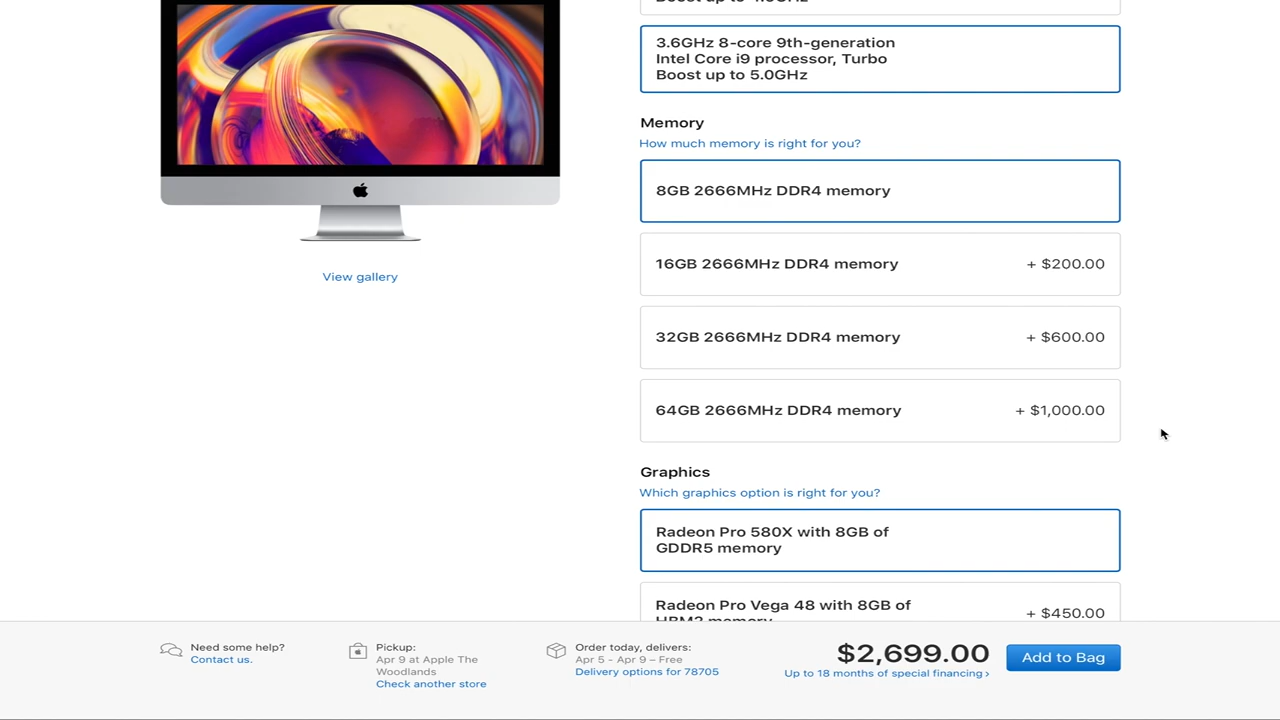 3.6GHz 8-core 9th-generation
Intel Core i9 processor, Turbo
Boost up to 5.0GHz
Memory
How much memory is right for you?
8GB 2666MHz DDR4 memory
16GB 2666MHz DDR4 memory + $200.00
32GB 2666MHz DDR4 memory + $600.00
64GB 2666MHz DDR4 memory + $1,000.00
View gallery
Graphics
Which graphics option is right for you?
Radeon Pro 580X with 8GB of
GDDR5 memory
Radeon Pro Vega 48 with 8GB of
+ $450.00
Need some help?
Contact us.
Pickup:
Apr 9 at Apple The
Woodlands
Check another store
Order today, delivers:
Apr 5 - Apr 9 – Free
Delivery options for 78705
$2,699.00
Up to 18 months of special financing ›
Add to Bag